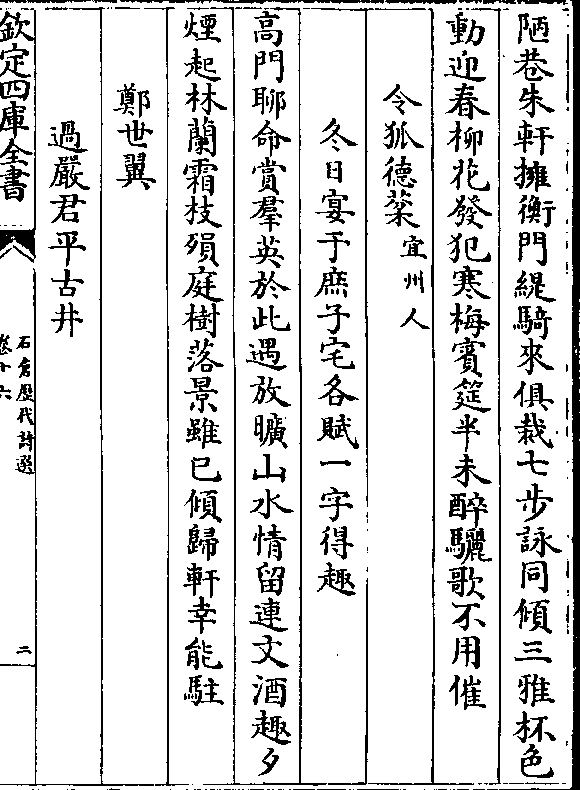 陋巷朱軒擁衡門緹騎來俱裁七步詠同傾三雅杯色
動迎春柳花發犯寒梅賓筵半未醉驪歌不用催
令狐德棻宜州人
冬日宴于庶子宅各賦一字得趣
高門聊命賞羣英於此遇放曠山水情留連文酒趣夕
煙起林蘭霜枝殞庭樹落景雖已傾歸軒幸能駐
鄭世翼
過嚴君平古井
欽定四庫全書
石倉歴代詩選
卷十六
二